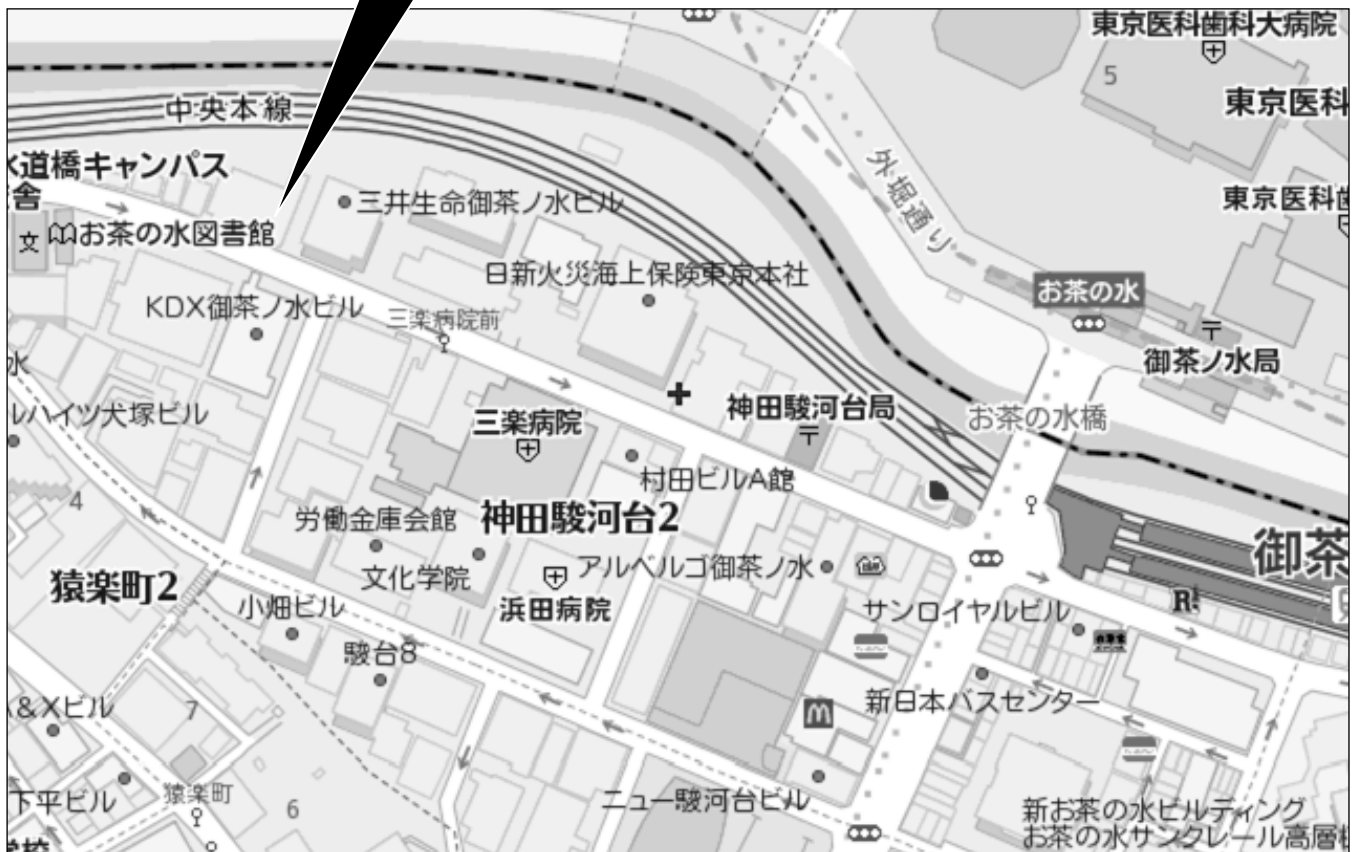 東京医科歯科大病院
5
中央本線
東京医科
水道橋キャンパス
舎
外堀通り
三井生命御茶ノ水ビル
東京医科歯
文
お茶の水図書館
日新火災海上保険東京本社
お茶の水
KDX御茶ノ水ビル
三楽病院前
〒
御茶ノ水局
水
ルハイツ犬塚ビル
三楽病院
神田駿河台局
〒
お茶の水橋
村田ビルA館
4
労働金庫会館
神田駿河台2
御茶
文化学院
アルベルゴ御茶ノ水
猿楽町2
小畑ビル
浜田病院
サンロイヤルビル
R
駿台8
&Xビル
7
新日本バスセンター
M
下平ビル
猿楽町
6
ニュー駿河台ビル
新お茶の水ビルディング
お茶の水サンクレール高層
学校